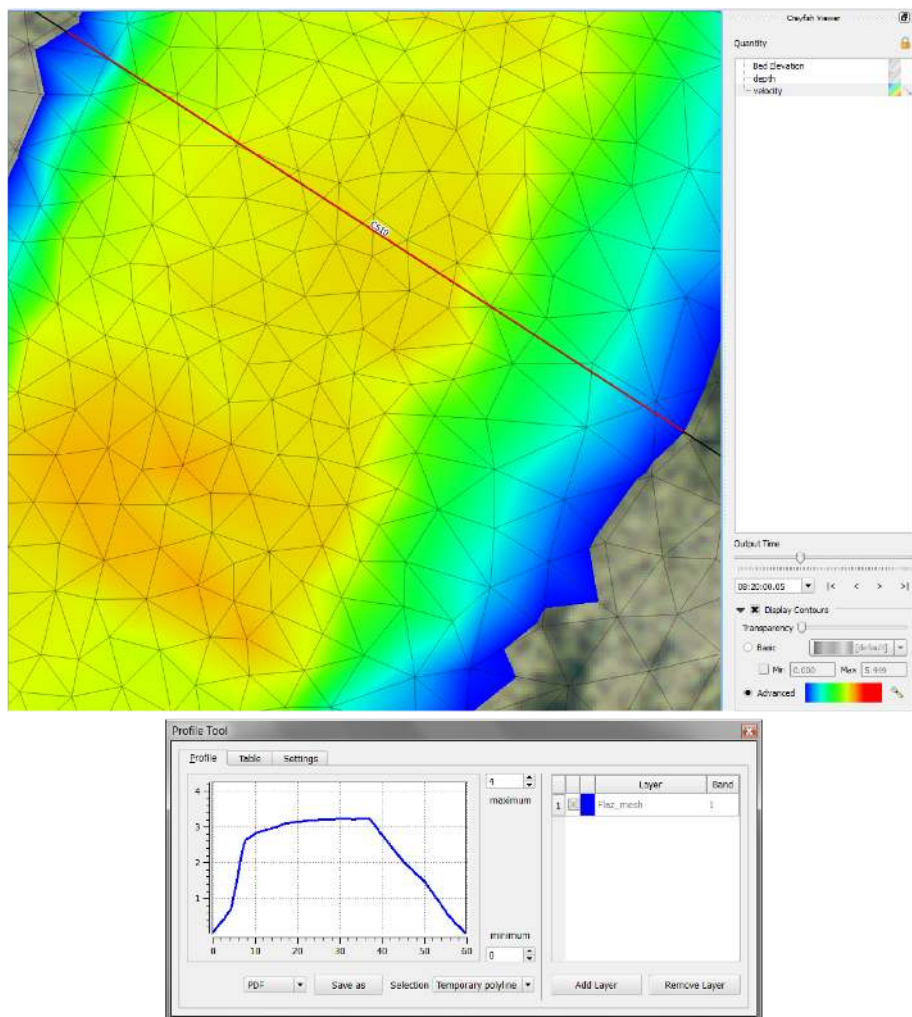 Crayfish Viewer
Quantity
Bed Elevation
depth
velocity
CS10
Output Time
08:20:00.05
|<
<
>
>|
Display Contours
Transparency
Basic
[default]
Min 0.000 Max 5.449
Advanced
Profile Tool
Profile Table Settings
4
3
2
1
0 10 20 30 40 50 60
4
maximum
minimum
0
Layer Band
1 Flaz_mesh 1
PDF Save as Selection Temporary polyline
Add Layer Remove Layer